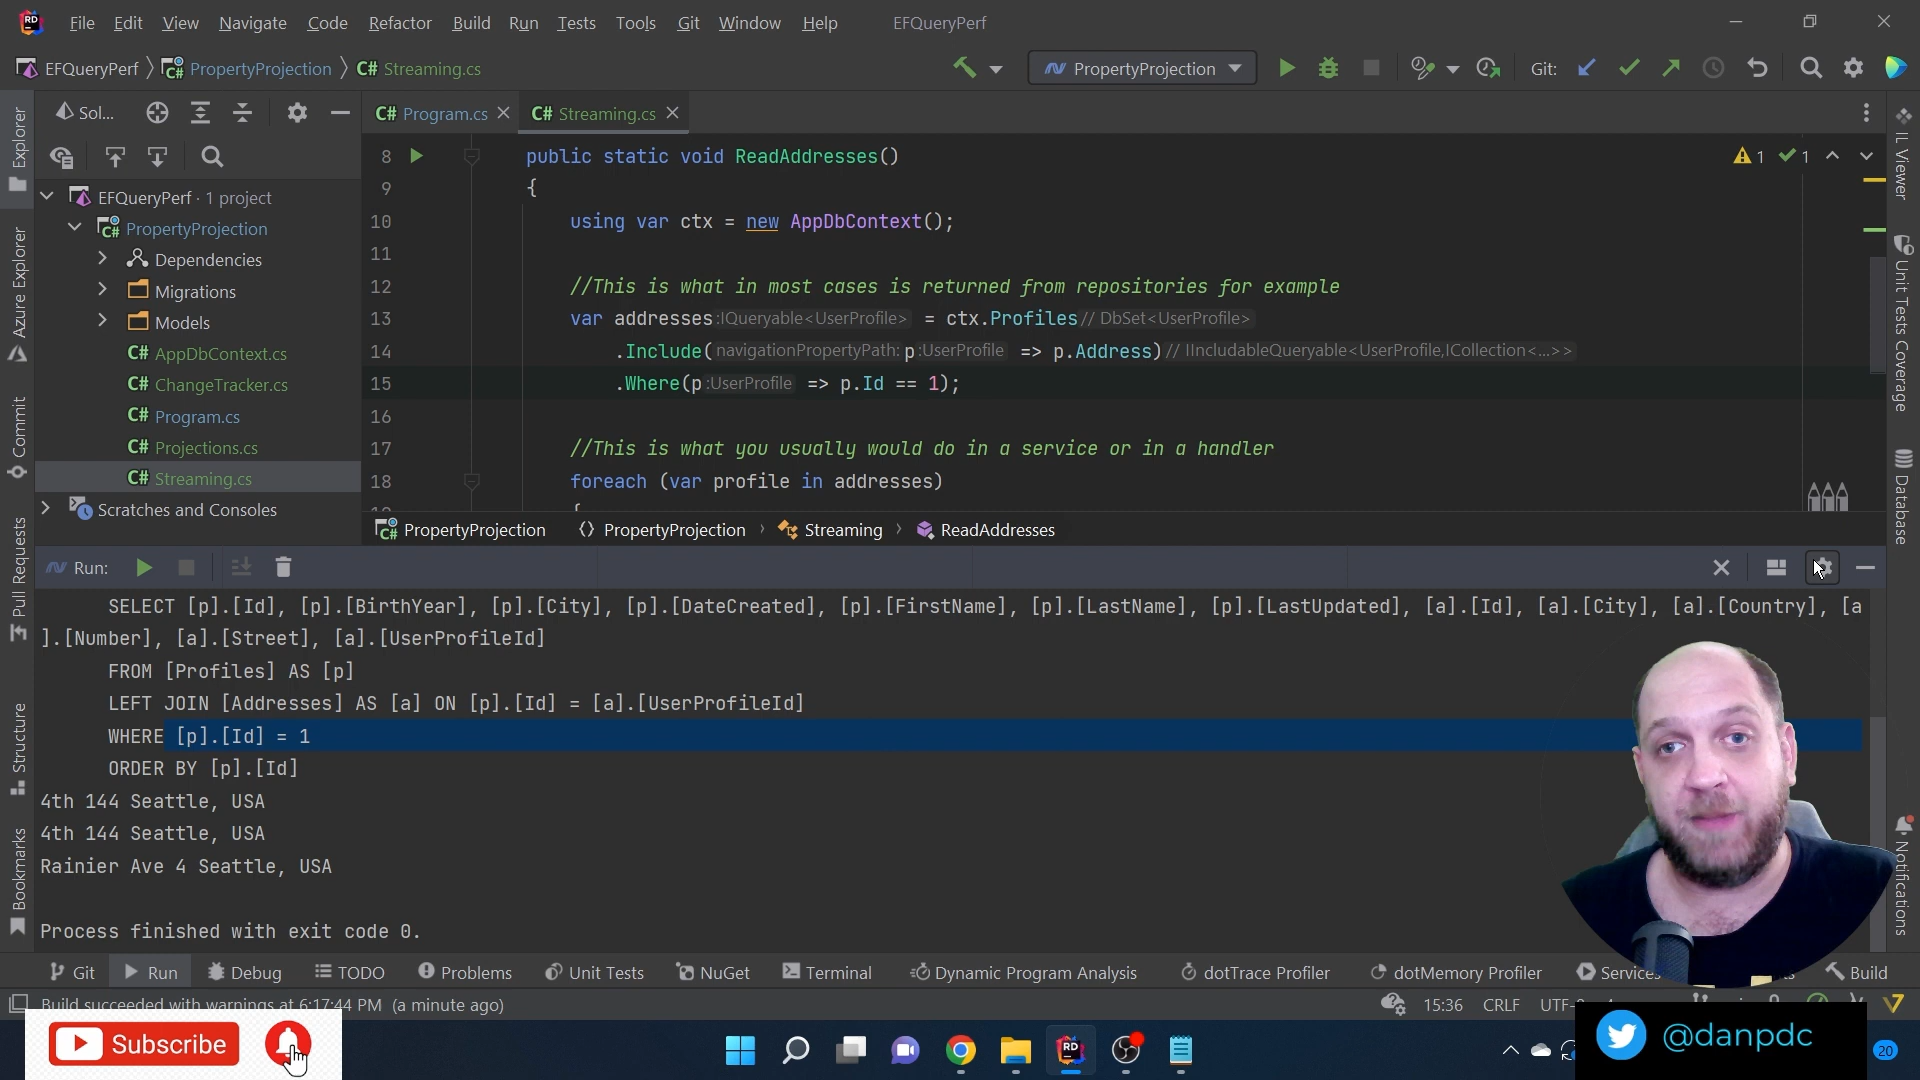 File Edit View Navigate Code Refactor Build Run Tests Tools Git Window Help EFQueryPerf
EFQueryPerf PropertyProjection C# Streaming.cs PropertyProjection Git:
Sol... C# Program.cs C# Streaming.cs
Explorer
Azure Explorer
Commit
Pull Requests
Structure
Bookmarks
EFQueryPerf · 1 project
PropertyProjection
Dependencies
Migrations
Models
C# AppDbContext.cs
C# ChangeTracker.cs
C# Program.cs
C# Projections.cs
C# Streaming.cs
Scratches and Consoles
8 public static void ReadAddresses() 1 1
9 {
10 using var ctx = new AppDbContext();
11
12 //This is what in most cases is returned from repositories for example
13 var addresses :IQueryable<UserProfile> = ctx.Profiles // DbSet<UserProfile>
14 .Include( navigationPropertyPath: p :UserProfile => p.Address) // IIncludableQueryable<UserProfile,ICollection<...>>
15 .Where(p :UserProfile => p.Id == 1);
16
17 //This is what you usually would do in a service or in a handler
18 foreach (var profile in addresses)
{
PropertyProjection PropertyProjection Streaming ReadAddresses
IL Viewer
Unit Tests Coverage
Database
Notifications
Run:
SELECT [p].[Id], [p].[BirthYear], [p].[City], [p].[DateCreated], [p].[FirstName], [p].[LastName], [p].[LastUpdated], [a].[Id], [a].[City], [a].[Country], [a
].[Number], [a].[Street], [a].[UserProfileId]
FROM [Profiles] AS [p]
LEFT JOIN [Addresses] AS [a] ON [p].[Id] = [a].[UserProfileId]
WHERE [p].[Id] = 1
ORDER BY [p].[Id]
4th 144 Seattle, USA
4th 144 Seattle, USA
Rainier Ave 4 Seattle, USA
Process finished with exit code 0.
Git Run Debug TODO Problems Unit Tests NuGet Terminal Dynamic Program Analysis dotTrace Profiler dotMemory Profiler Services Build
Build succeeded with warnings at 6:17:44 PM (a minute ago) 15:36 CRLF
Subscribe
@danpdc
20